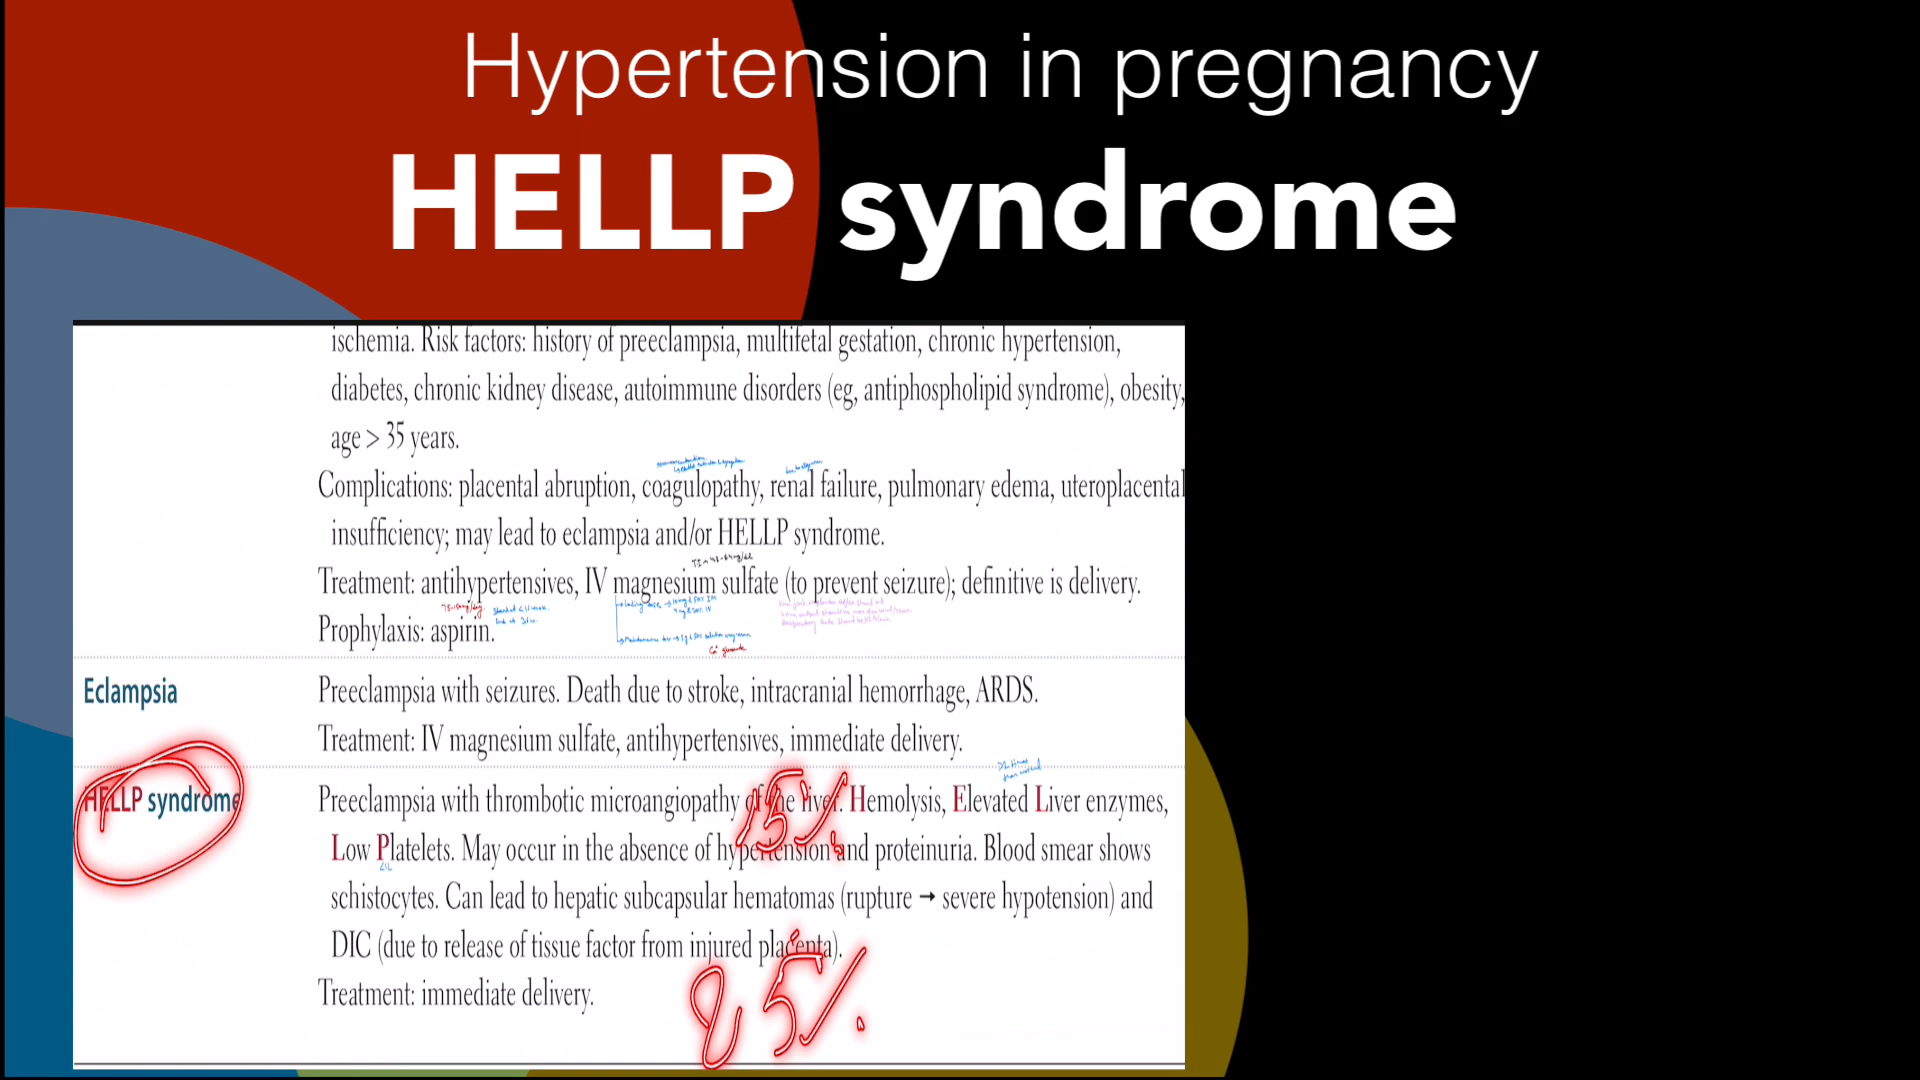 Hypertension in pregnancy
HELLP syndrome
ischemia. Risk factors: history of preeclampsia, multifetal gestation, chronic hypertension,
diabetes, chronic kidney disease, autoimmune disorders (eg, antiphospholipid syndrome), obesity,
age > 35 years.
Complications: placental abruption, coagulopathy, renal failure, pulmonary edema, uteroplacental
insufficiency; may lead to eclampsia and/or HELLP syndrome.
Treatment: antihypertensives, IV magnesium sulfate (to prevent seizure); definitive is delivery.
Prophylaxis: aspirin.
Eclampsia
Preeclampsia with seizures. Death due to stroke, intracranial hemorrhage, ARDS.
Treatment: IV magnesium sulfate, antihypertensives, immediate delivery.
HELLP syndrome
Preeclampsia with thrombotic microangiopathy of the liver. Hemolysis, Elevated Liver enzymes,
Low Platelets. May occur in the absence of hypertension and proteinuria. Blood smear shows
schistocytes. Can lead to hepatic subcapsular hematomas (rupture → severe hypotension) and
DIC (due to release of tissue factor from injured placenta).
Treatment: immediate delivery.
15%
85%